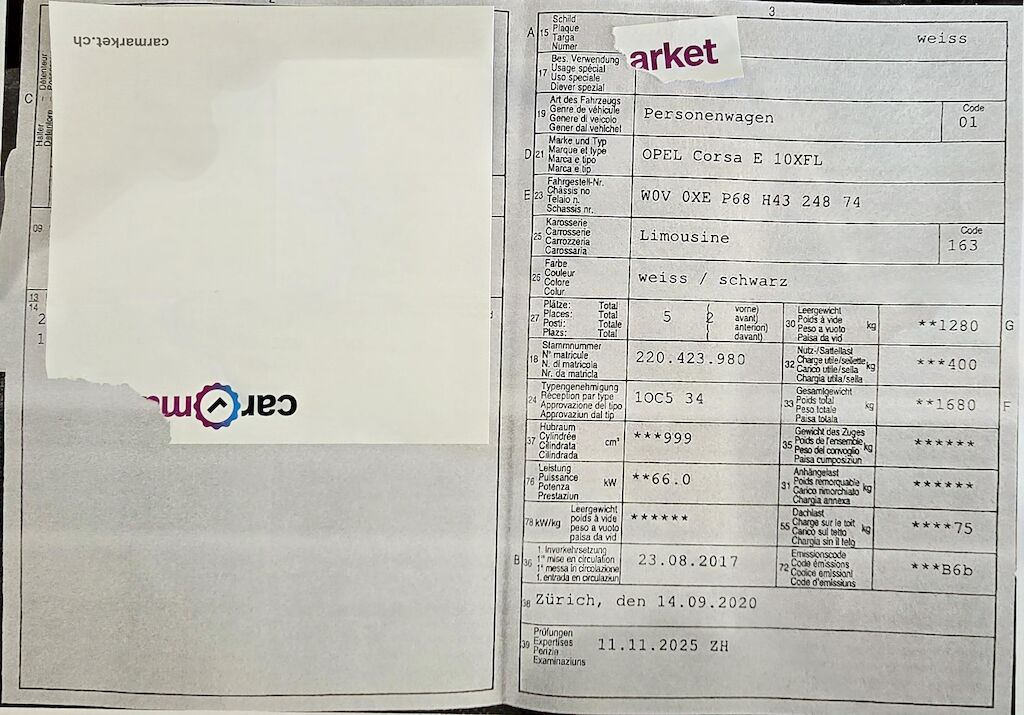 2
carmarket.ch
Détenteur
C
Halter
09
13
14
2
1
car ma
3
A 15 Schild
Plaque
Targa
Numer
arket
weiss
17 Bes. Verwendung
Usage spécial
Uso speciale
Diever spezial
19 Art des Fahrzeugs
Genre de véhicule
Genere di veicolo
Gener dal vehichel
Personenwagen
Code
01
D 21 Marke und Typ
Marque et type
Marca e tipo
Marca e tip
OPEL Corsa E 10XFL
E 23 Fahrgestell-Nr.
Châssis no
Telaio n.
Schassis nr.
W0V 0XE P68 H43 248 74
25 Karosserie
Carrosserie
Carrozzeria
Carossaria
Limousine
Code
163
26 Farbe
Couleur
Colore
Colur
weiss / schwarz
27 Plätze: Total
Places: Total
Posti: Totale
Plazs: Total
5 2
( vorne)
( avant)
( anterion)
( davant)
30 Leergewicht
Poids à vide
Peso a vuoto
Paisa da vid
kg
**1280
G
18 Stammnummer
N° matricule
N. di matricola
Nr. da matricla
220.423.980
32 Nutz-/Sattellast
Charge utile/sellette
Carico utile/sella
Chargia utila/sella
kg
***400
24 Typengenehmigung
Réception par type
Approvazione del tipo
Approvaziun dal tip
1OC5 34
33 Gesamtgewicht
Poids total
Peso totale
Paisa totala
kg
**1680
F
37 Hubraum
Cylindrée
Cilindrata
Cilindrada
cm³
***999
35 Gewicht des Zuges
Poids de l'ensemble
Peso del convoglio
Paisa cumposiziun
kg
******
76 Leistung
Puissance
Potenza
Prestaziun
kW
**66.0
31 Anhängelast
Poids remorquable
Carico rimorchiato
Chargia annexa
kg
******
78 kW/kg
Leergewicht
poids à vide
peso a vuoto
paisa da vid
******
55 Dachlast
Charge sur le toit
Carico sul tetto
Chargia sin il tetg
kg
****75
B 36 1. Inverkehrsetzung
1re mise en circulation
1a messa in circolazione
1. entrada en circulaziun
23.08.2017
72 Emissionscode
Code émissions
Codice emissioni
Code d'emissiuns
***B6b
38 Zürich, den 14.09.2020
39 Prüfungen
Expertises
Perizie
Examinaziuns
11.11.2025 ZH